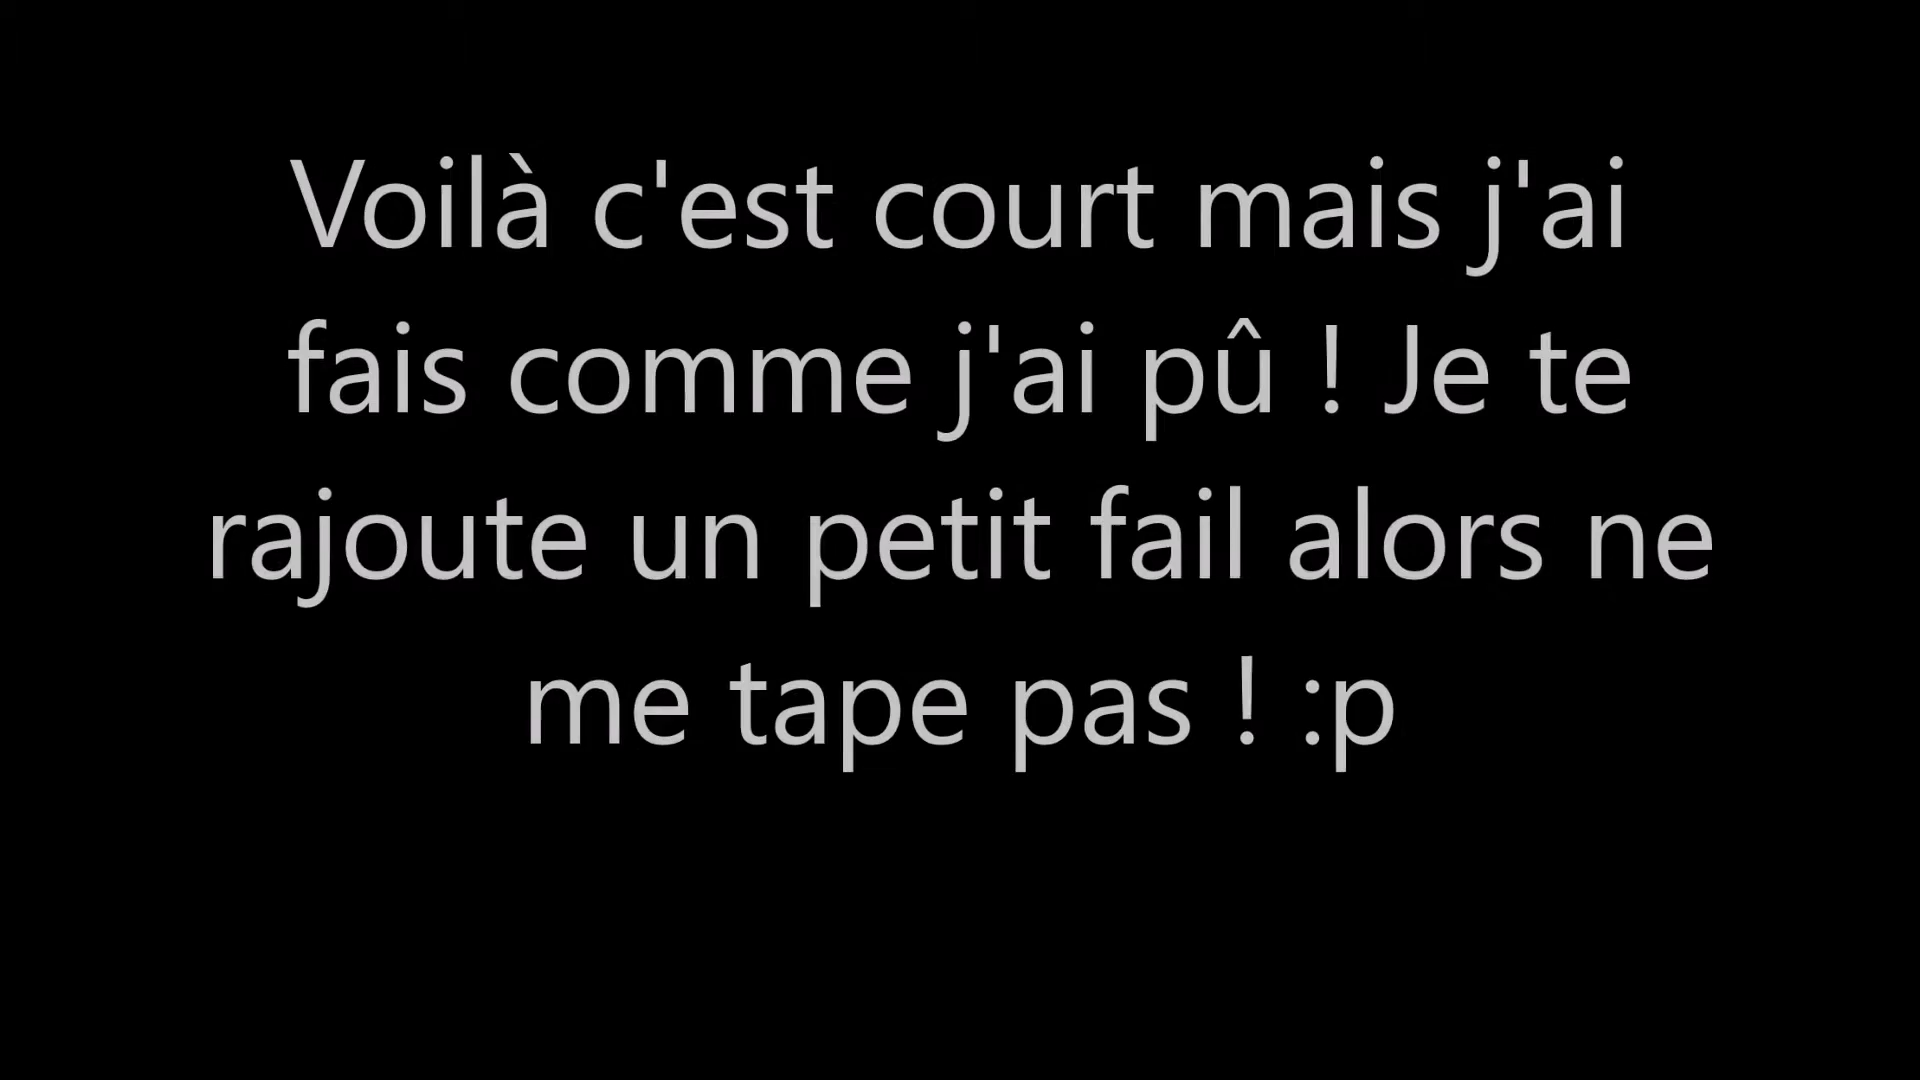 Voilà c'est court mais j'ai
fais comme j'ai pû ! Je te
rajoute un petit fail alors ne
me tape pas ! :p